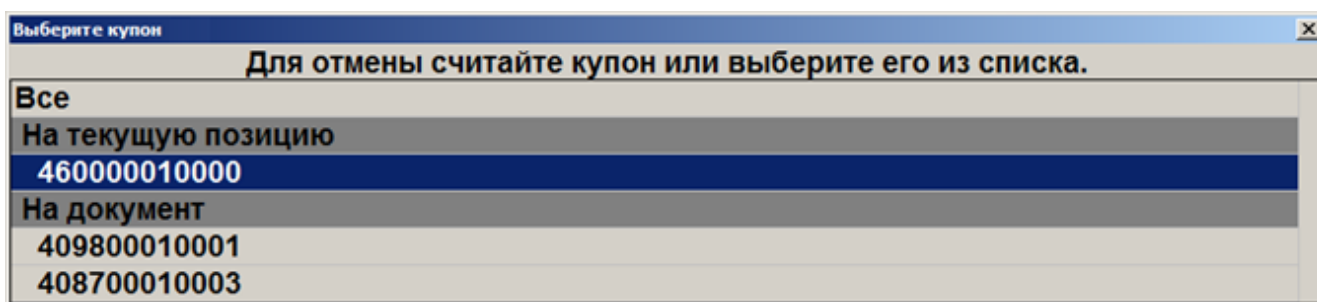 Выберите купон
Для отмены считайте купон или выберите его из списка.
Все
На текущую позицию
460000010000
На документ
409800010001
408700010003